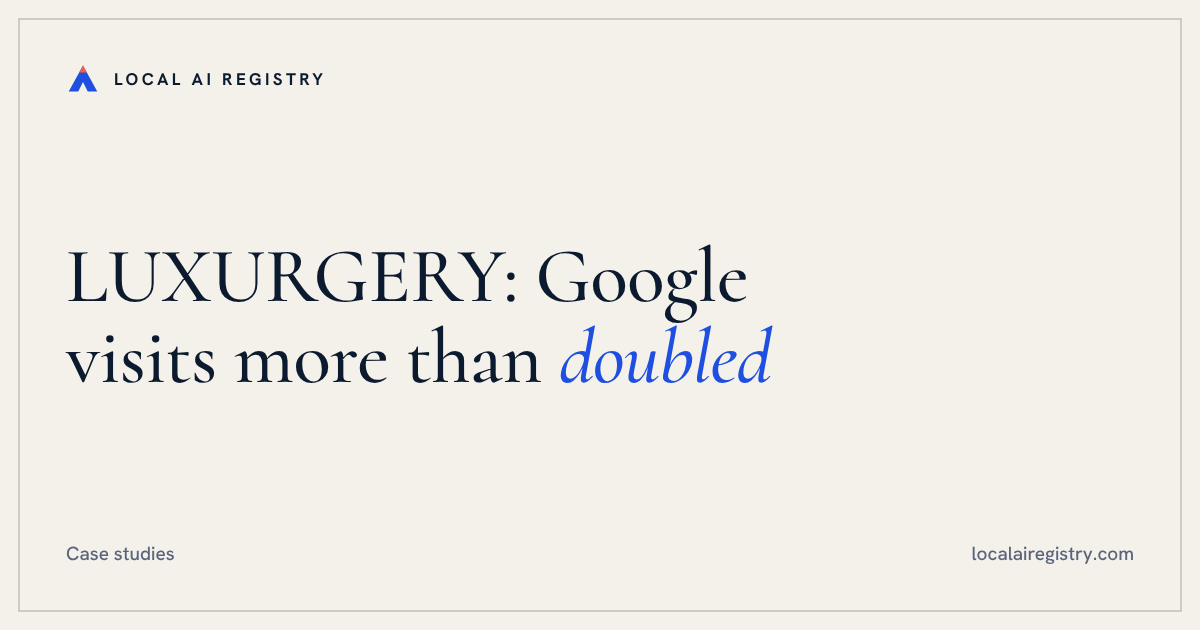 LOCAL AI REGISTRY
LUXURGERY: Google
visits more than doubled
Case studies
localairegistry.com